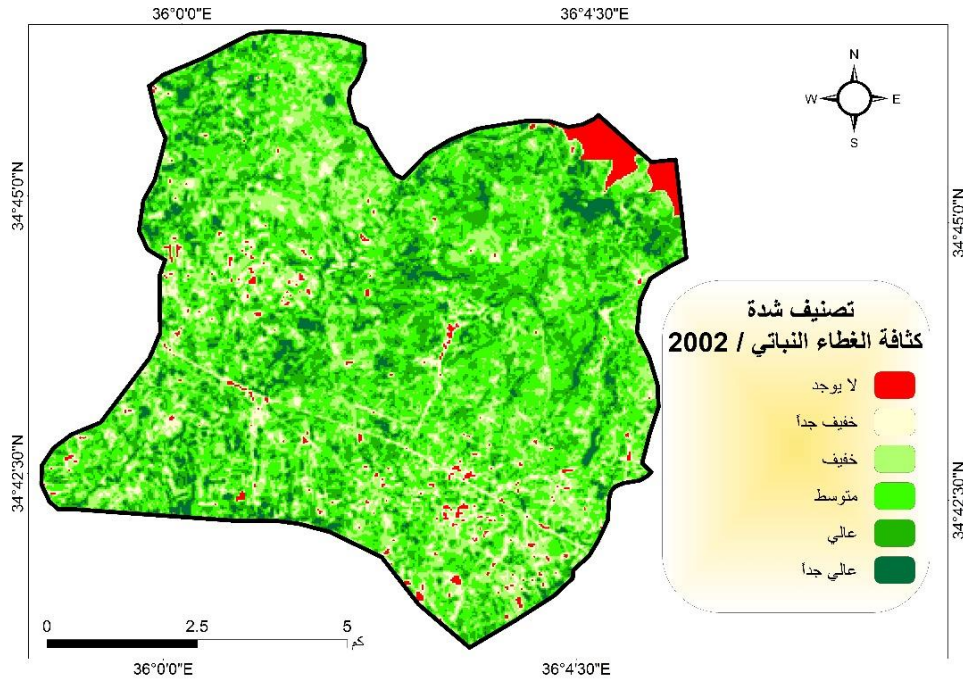 36°0'0"E
36°4'30"E
N
W
E
S
34°45'0"N
34°45'0"N
تصنيف شدة
كثافة الغطاء النباتي / 2002
لا يوجد
خفيف جداً
خفيف
متوسط
عالي
عالي جداً
34°42'30"N
34°42'30"N
0
2.5
5
كم
36°0'0"E
36°4'30"E